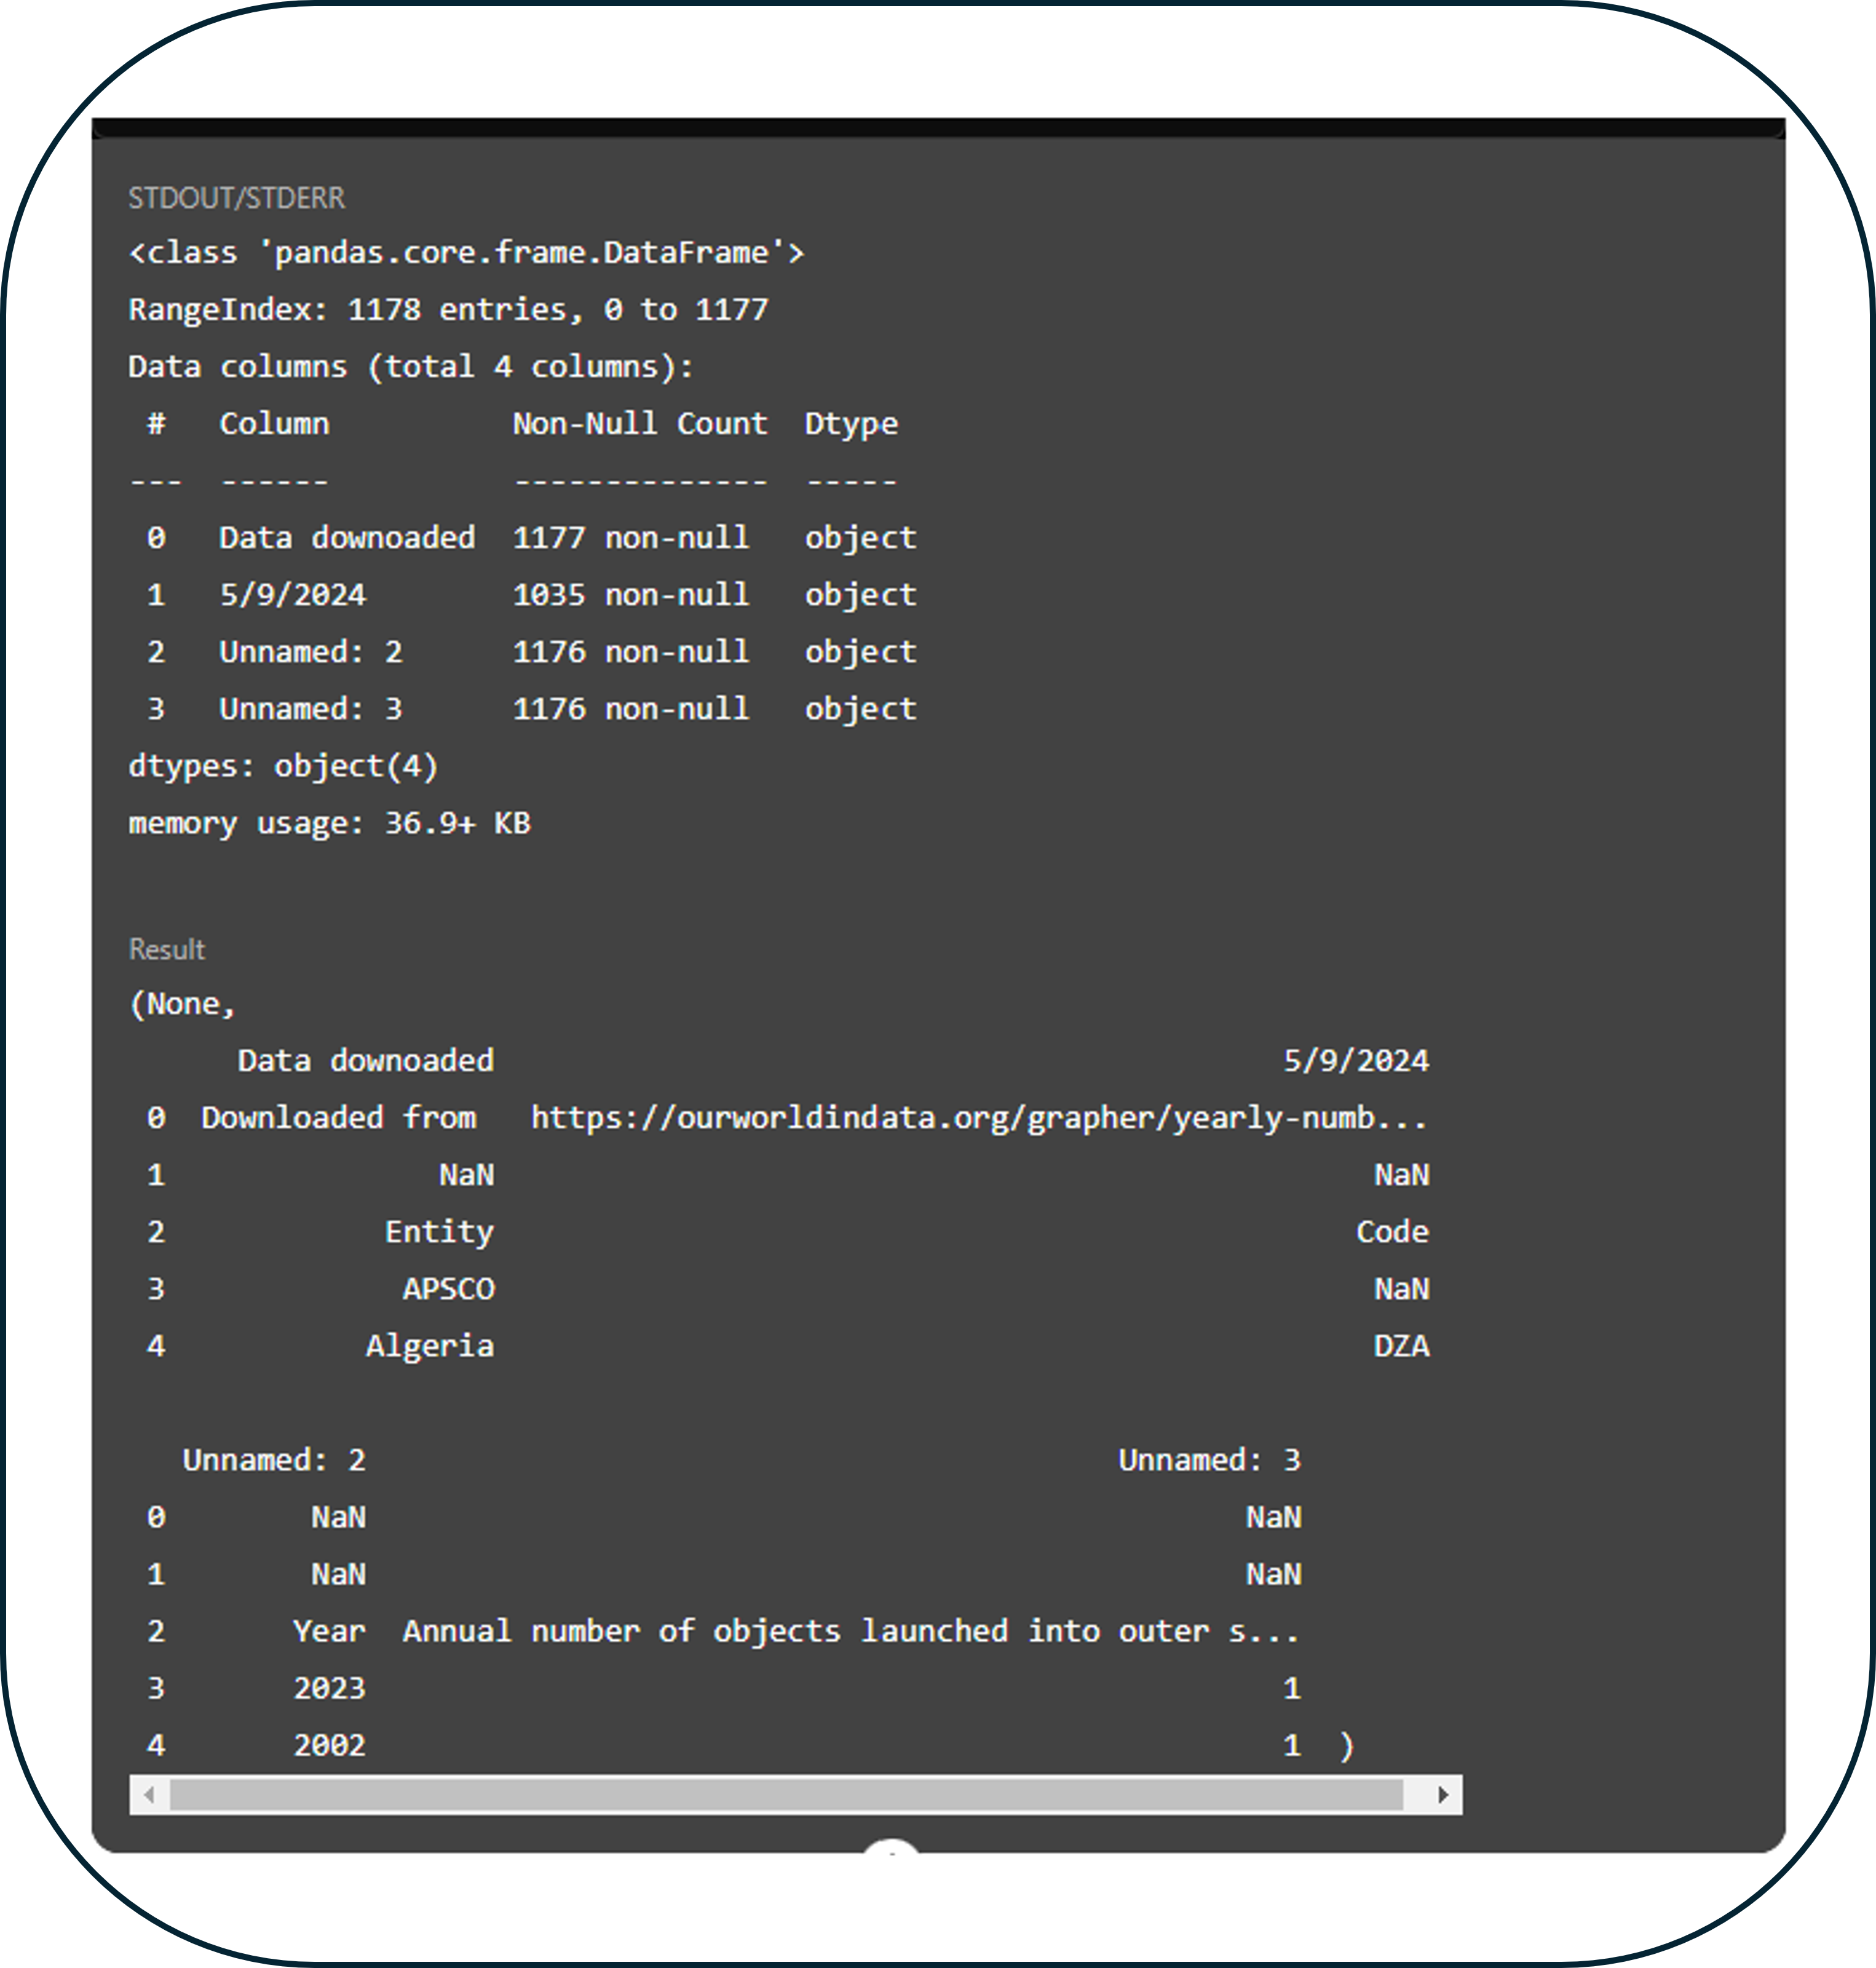 STDOUT/STDERR
<class 'pandas.core.frame.DataFrame'>
RangeIndex: 1178 entries, 0 to 1177
Data columns (total 4 columns):
 #   Column          Non-Null Count  Dtype
---  ------          --------------  -----
 0   Data downoaded  1177 non-null   object
 1   5/9/2024        1035 non-null   object
 2   Unnamed: 2      1176 non-null   object
 3   Unnamed: 3      1176 non-null   object
dtypes: object(4)
memory usage: 36.9+ KB
Result
(None,
      Data downoaded                                           5/9/2024
 0  Downloaded from   https://ourworldindata.org/grapher/yearly-numb...
 1               NaN                                                NaN
 2            Entity                                               Code
 3             APSCO                                                NaN
 4           Algeria                                                DZA
   Unnamed: 2                                         Unnamed: 3
 0        NaN                                                NaN
 1        NaN                                                NaN
 2       Year  Annual number of objects launched into outer s...
 3       2023                                                  1
 4       2002                                                  1  )